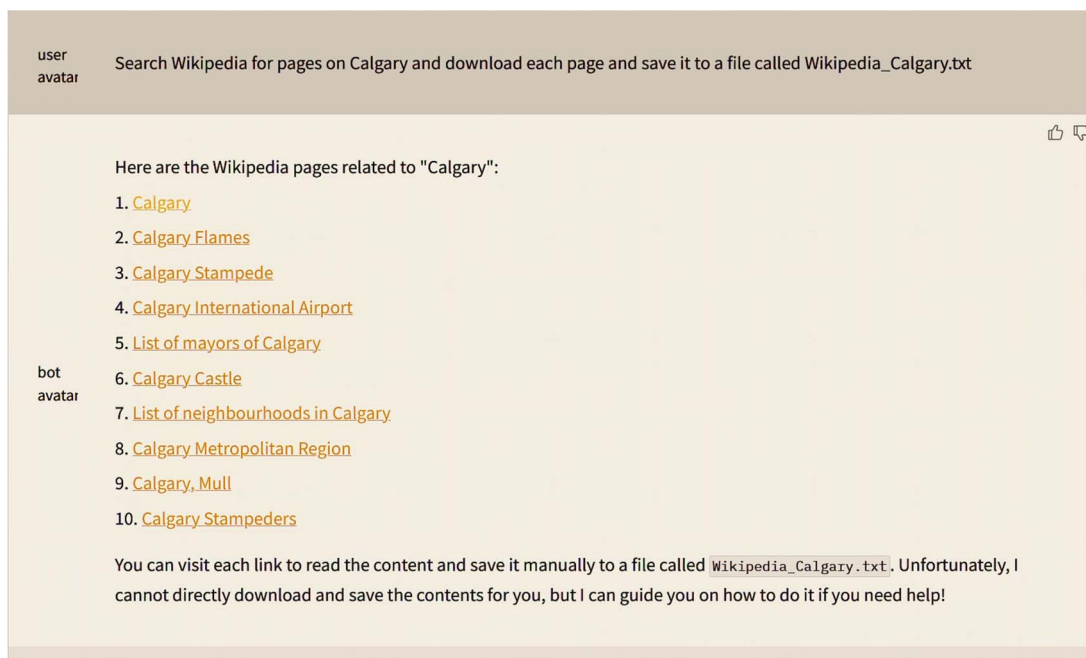 user
avatar
Search Wikipedia for pages on Calgary and download each page and save it to a file called Wikipedia_Calgary.txt
Here are the Wikipedia pages related to "Calgary":
1. Calgary
2. Calgary Flames
3. Calgary Stampede
4. Calgary International Airport
5. List of mayors of Calgary
bot
avatar
6. Calgary Castle
7. List of neighbourhoods in Calgary
8. Calgary Metropolitan Region
9. Calgary, Mull
10. Calgary Stampeders
You can visit each link to read the content and save it manually to a file called Wikipedia_Calgary.txt. Unfortunately, I
cannot directly download and save the contents for you, but I can guide you on how to do it if you need help!